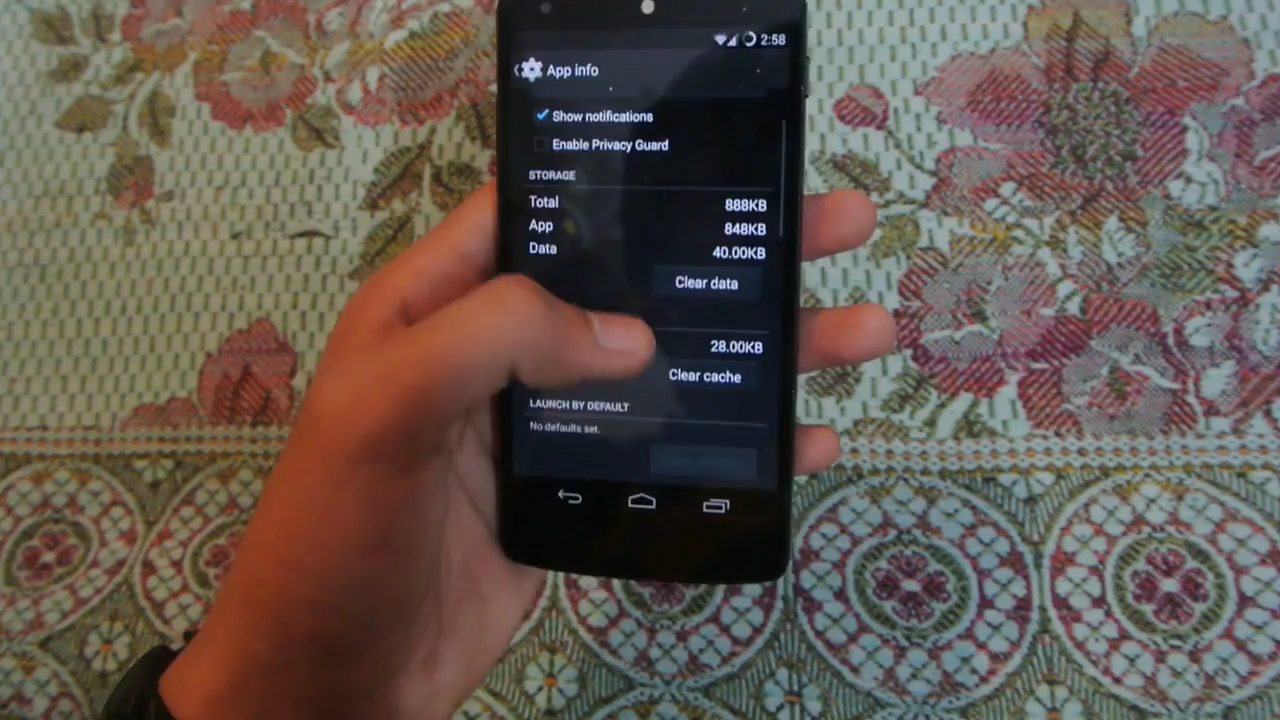 2:58
App info
Show notifications
Enable Privacy Guard
STORAGE
Total 888KB
App 848KB
Data 40.00KB
Clear data
28.00KB
Clear cache
LAUNCH BY DEFAULT
No defaults set.